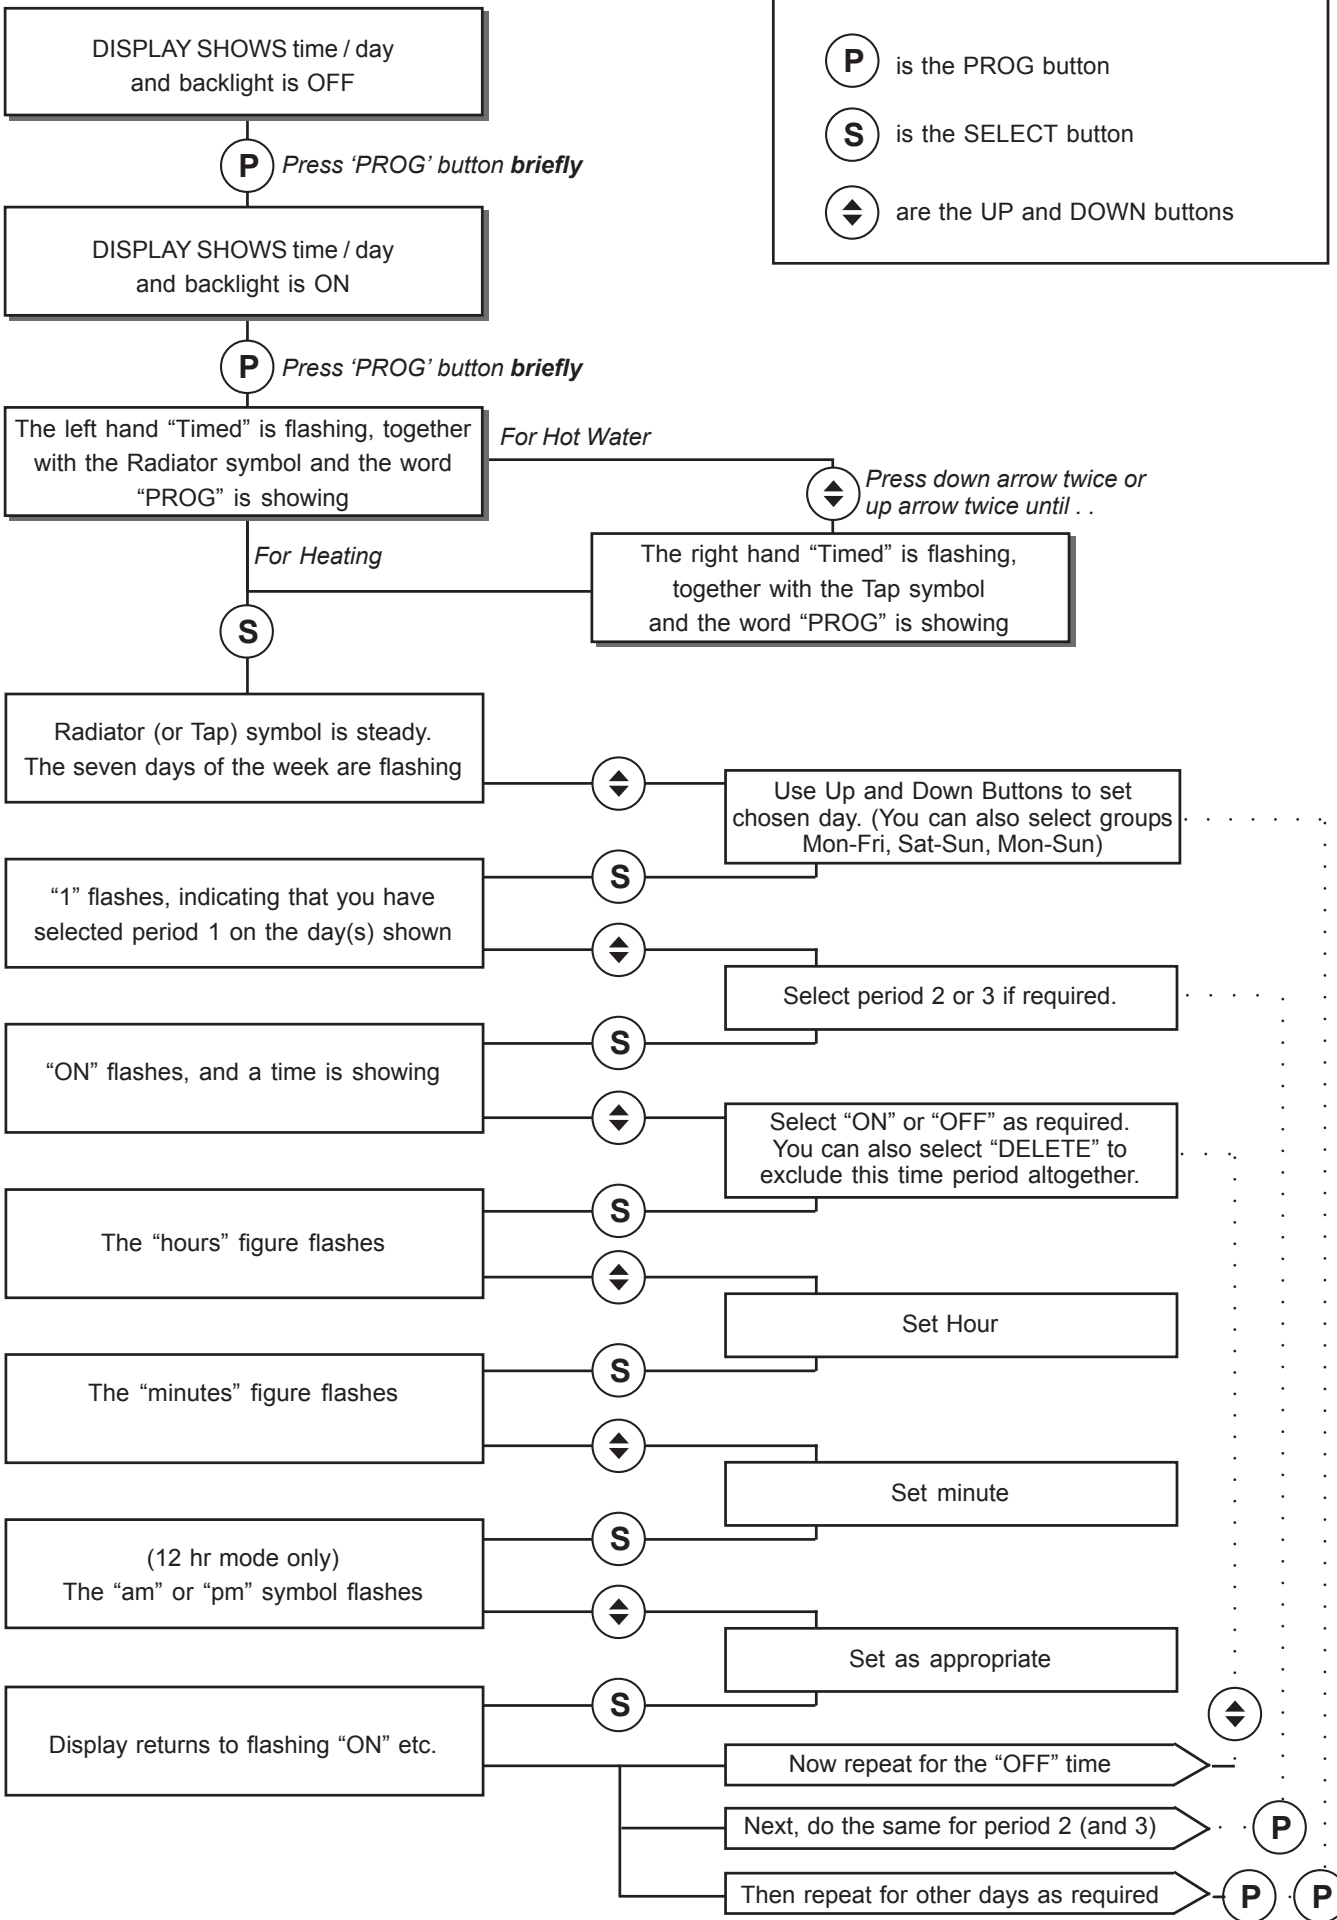 DISPLAY SHOWS time / day
and backlight is OFF
P
is the PROG button
S
is the SELECT button
are the UP and DOWN buttons
P
Press ‘PROG’ button briefly
DISPLAY SHOWS time / day
and backlight is ON
P
Press ‘PROG’ button briefly
The left hand “Timed” is flashing, together
with the Radiator symbol and the word
“PROG” is showing
For Hot Water
Press down arrow twice or
up arrow twice until . .
For Heating
The right hand “Timed” is flashing,
together with the Tap symbol
and the word “PROG” is showing
S
Radiator (or Tap) symbol is steady.
The seven days of the week are flashing
Use Up and Down Buttons to set
chosen day. (You can also select groups
Mon-Fri, Sat-Sun, Mon-Sun)
S
“1” flashes, indicating that you have
selected period 1 on the day(s) shown
Select period 2 or 3 if required.
S
“ON” flashes, and a time is showing
Select “ON” or “OFF” as required.
You can also select “DELETE” to
exclude this time period altogether.
S
The “hours” figure flashes
Set Hour
S
The “minutes” figure flashes
Set minute
S
(12 hr mode only)
The “am” or “pm” symbol flashes
Set as appropriate
S
Display returns to flashing “ON” etc.
Now repeat for the “OFF” time
Next, do the same for period 2 (and 3)
P
Then repeat for other days as required
P
P